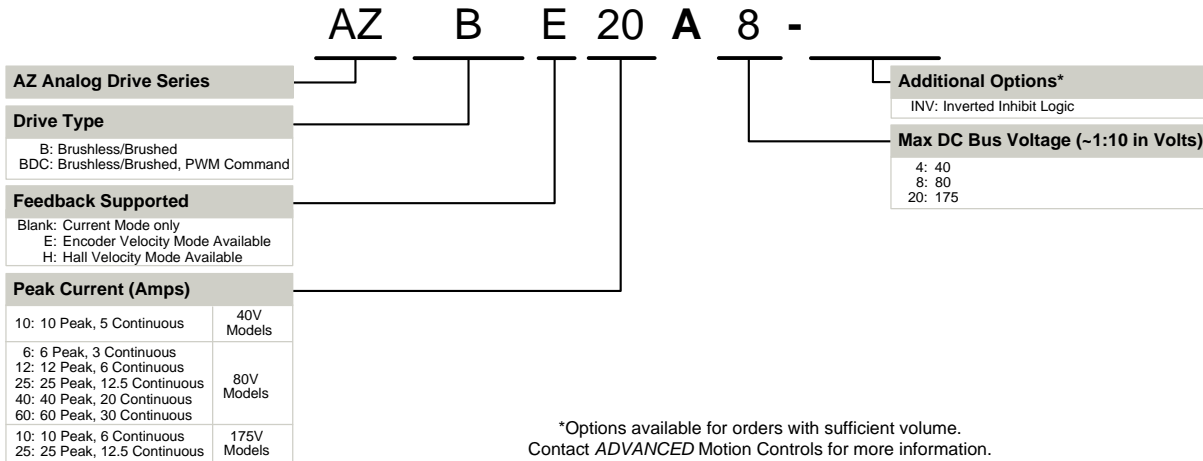 AZ B E 20 A 8 -
AZ Analog Drive Series
Drive Type
B: Brushless/Brushed
BDC: Brushless/Brushed, PWM Command
Feedback Supported
Blank: Current Mode only
E: Encoder Velocity Mode Available
H: Hall Velocity Mode Available
Peak Current (Amps)
10: 10 Peak, 5 Continuous
40V
Models
6: 6 Peak, 3 Continuous
12: 12 Peak, 6 Continuous
25: 25 Peak, 12.5 Continuous
40: 40 Peak, 20 Continuous
60: 60 Peak, 30 Continuous
80V
Models
10: 10 Peak, 6 Continuous
25: 25 Peak, 12.5 Continuous
175V
Models
Additional Options*
INV: Inverted Inhibit Logic
Max DC Bus Voltage (~1:10 in Volts)
4: 40
8: 80
20: 175
*Options available for orders with sufficient volume.
Contact ADVANCED Motion Controls for more information.